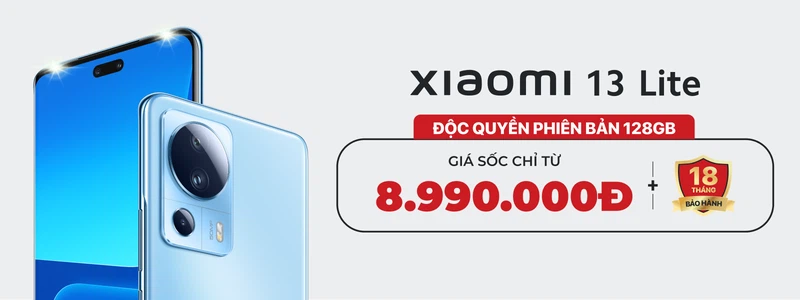 XIAOMI 13 Lite
ĐỘC QUYỀN PHIÊN BẢN 128GB
GIÁ SỐC CHỈ TỪ
8.990.000Đ +
18
THÁNG
BẢO HÀNH